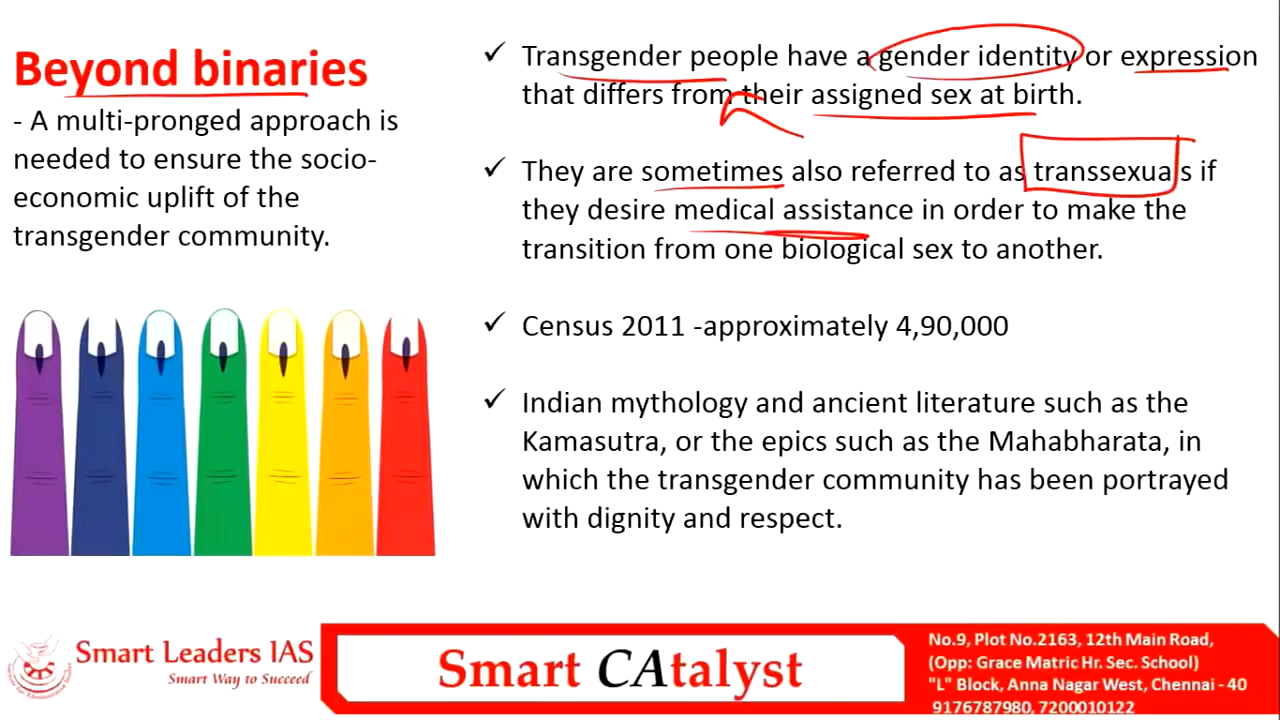 Beyond binaries
- A multi-pronged approach is
needed to ensure the socio-
economic uplift of the
transgender community.
✓ Transgender people have a gender identity or expression
that differs from their assigned sex at birth.
✓ They are sometimes also referred to as transsexuals if
they desire medical assistance in order to make the
transition from one biological sex to another.
✓ Census 2011 -approximately 4,90,000
✓ Indian mythology and ancient literature such as the
Kamasutra, or the epics such as the Mahabharata, in
which the transgender community has been portrayed
with dignity and respect.
Smart Leaders IAS
Smart Way to Succeed
Smart CAtalyst
No.9, Plot No.2163, 12th Main Road,
(Opp: Grace Matric Hr. Sec. School)
"L" Block, Anna Nagar West, Chennai - 40
9176787980, 7200010122